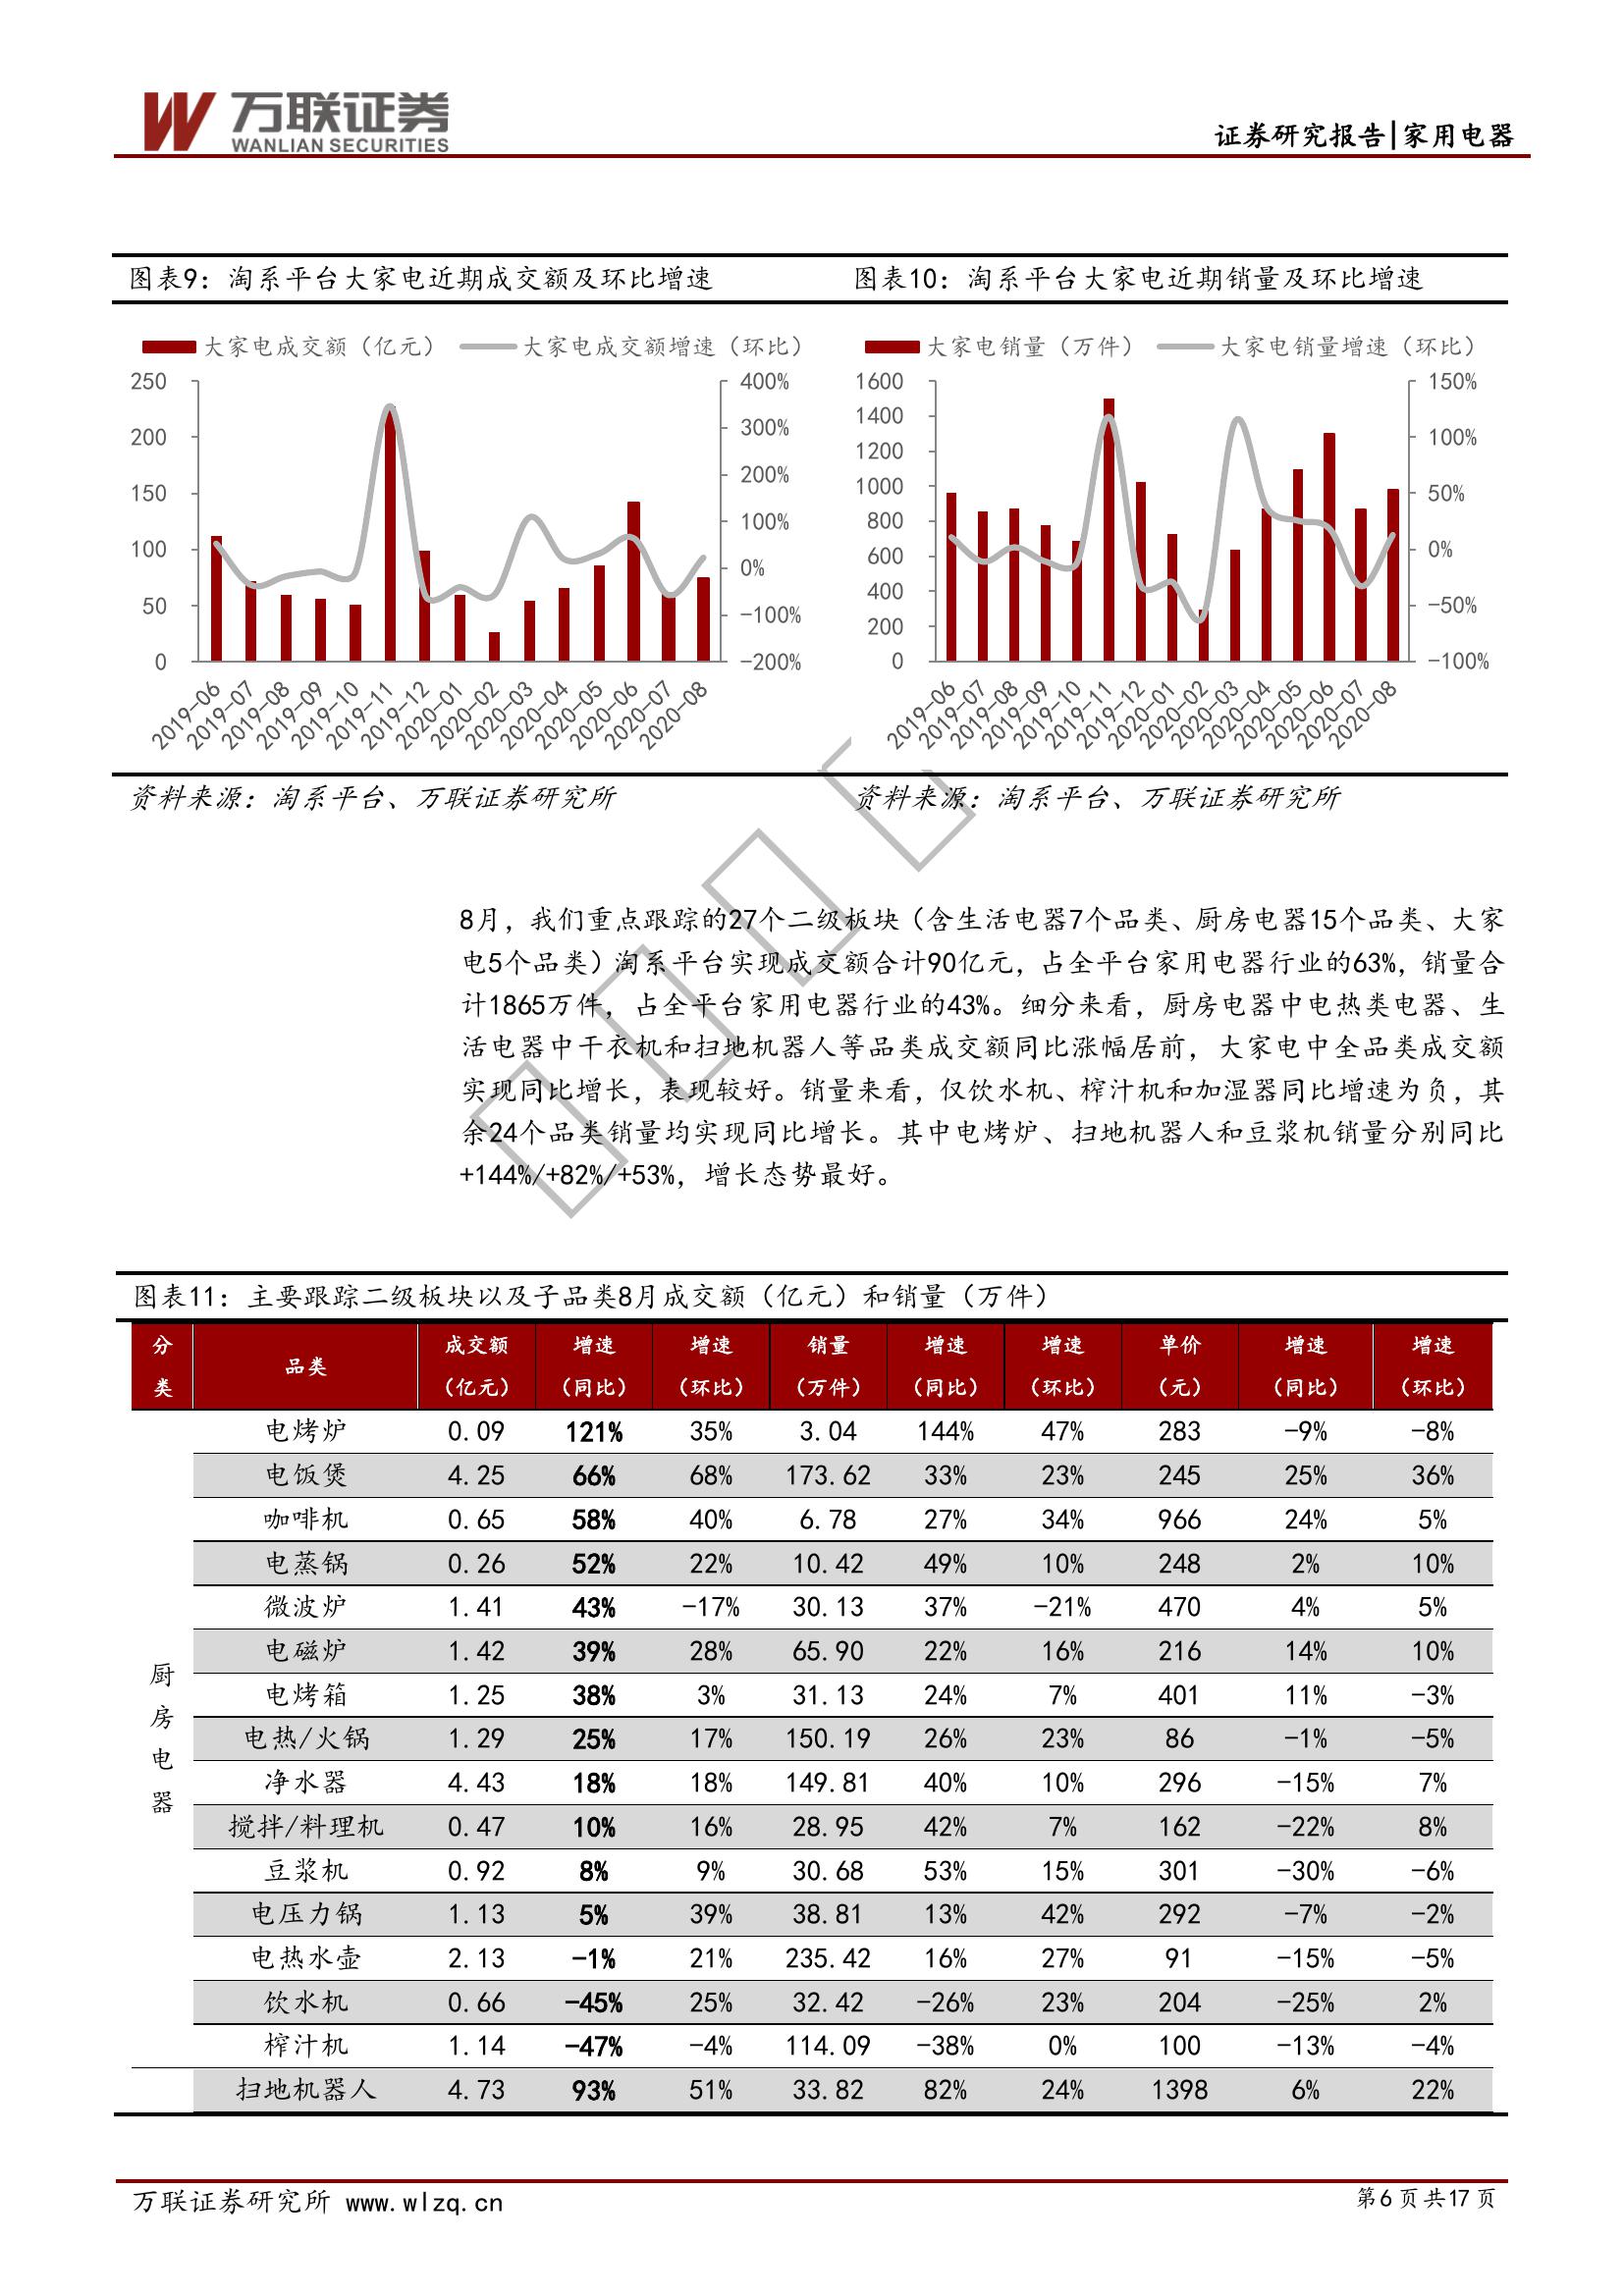 万联证券
WANLIAN SECURITIES
证券研究报告|家用电器
图表9：淘系平台大家电近期成交额及环比增速
大家电成交额（亿元） 大家电成交额增速（环比）
250 200 150 100 50 0
400% 300% 200% 100% 0% -100% -200%
2019-06 2019-07 2019-08 2019-09 2019-10 2019-11 2019-12 2020-01 2020-02 2020-03 2020-04 2020-05 2020-06 2020-07 2020-08
资料来源：淘系平台、万联证券研究所
图表10：淘系平台大家电近期销量及环比增速
大家电销量（万件） 大家电销量增速（环比）
1600 1400 1200 1000 800 600 400 200 0
150% 100% 50% 0% -50% -100%
2019-06 2019-07 2019-08 2019-09 2019-10 2019-11 2019-12 2020-01 2020-02 2020-03 2020-04 2020-05 2020-06 2020-07 2020-08
资料来源：淘系平台、万联证券研究所
8月，我们重点跟踪的27个二级板块（含生活电器7个品类、厨房电器15个品类、大家
电5个品类）淘系平台实现成交额合计90亿元，占全平台家用电器行业的63%，销量合
计1865万件，占全平台家用电器行业的43%。细分来看，厨房电器中电热类电器、生
活电器中干衣机和扫地机器人等品类成交额同比涨幅居前，大家电中全品类成交额
实现同比增长，表现较好。销量来看，仅饮水机、榨汁机和加湿器同比增速为负，其
余24个品类销量均实现同比增长。其中电烤炉、扫地机器人和豆浆机销量分别同比
+144%/+82%/+53%，增长态势最好。
图表11：主要跟踪二级板块以及子品类8月成交额（亿元）和销量（万件）
分类 品类 成交额（亿元） 增速（同比） 增速（环比） 销量（万件） 增速（同比） 增速（环比） 单价（元） 增速（同比） 增速（环比）
厨房电器
电烤炉 0.09 121% 35% 3.04 144% 47% 283 -9% -8%
电饭煲 4.25 66% 68% 173.62 33% 23% 245 25% 36%
咖啡机 0.65 58% 40% 6.78 27% 34% 966 24% 5%
电蒸锅 0.26 52% 22% 10.42 49% 10% 248 2% 10%
微波炉 1.41 43% -17% 30.13 37% -21% 470 4% 5%
电磁炉 1.42 39% 28% 65.90 22% 16% 216 14% 10%
电烤箱 1.25 38% 3% 31.13 24% 7% 401 11% -3%
电热/火锅 1.29 25% 17% 150.19 26% 23% 86 -1% -5%
净水器 4.43 18% 18% 149.81 40% 10% 296 -15% 7%
搅拌/料理机 0.47 10% 16% 28.95 42% 7% 162 -22% 8%
豆浆机 0.92 8% 9% 30.68 53% 15% 301 -30% -6%
电压力锅 1.13 5% 39% 38.81 13% 42% 292 -7% -2%
电热水壶 2.13 -1% 21% 235.42 16% 27% 91 -15% -5%
饮水机 0.66 -45% 25% 32.42 -26% 23% 204 -25% 2%
榨汁机 1.14 -47% -4% 114.09 -38% 0% 100 -13% -4%
扫地机器人 4.73 93% 51% 33.82 82% 24% 1398 6% 22%
万联证券研究所 www.wlzq.cn
第6页共17页